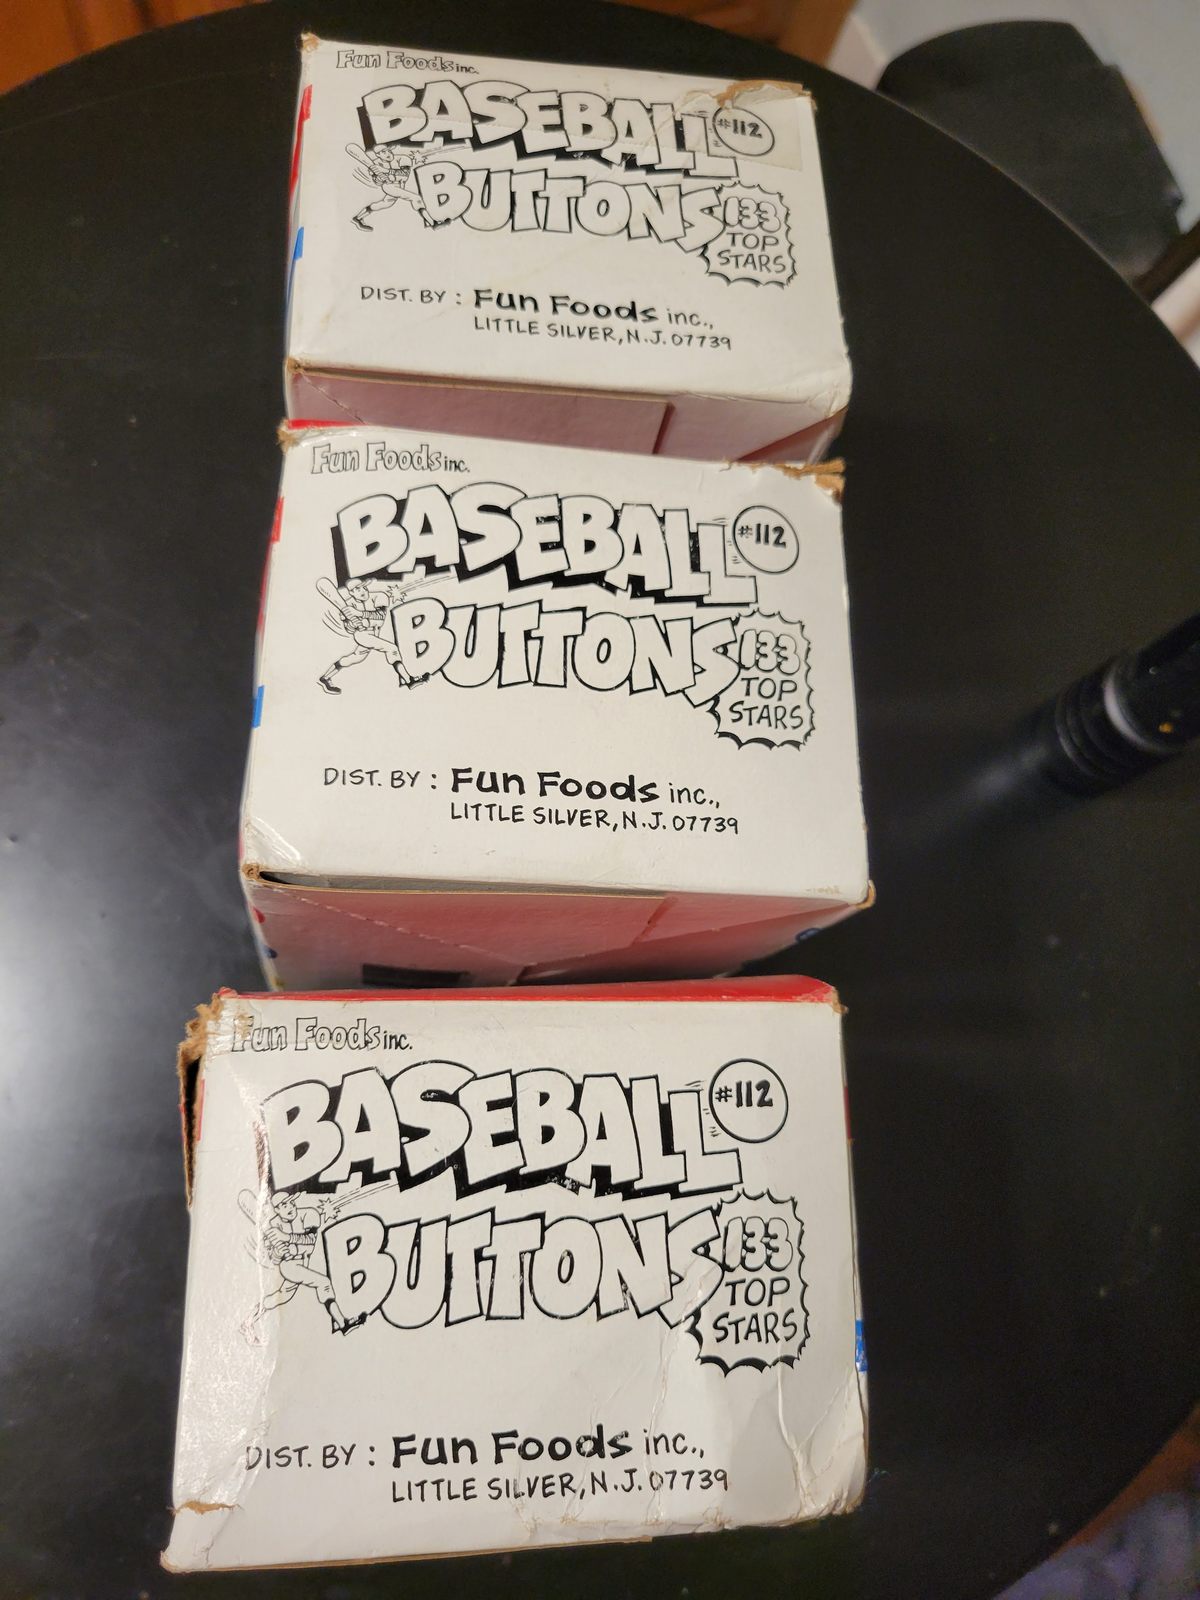 Fun Foods inc.
BASEBALL
#112
BUTTONS
133
TOP
STARS
DIST. BY : Fun Foods inc.,
LITTLE SILVER, N.J. 07739
Fun Foods inc.
BASEBALL
#112
BUTTONS
133
TOP
STARS
DIST. BY : Fun Foods inc.,
LITTLE SILVER, N.J. 07739
Fun Foods inc.
BASEBALL
#112
BUTTONS
133
TOP
STARS
DIST. BY : Fun Foods inc.,
LITTLE SILVER, N.J. 07739